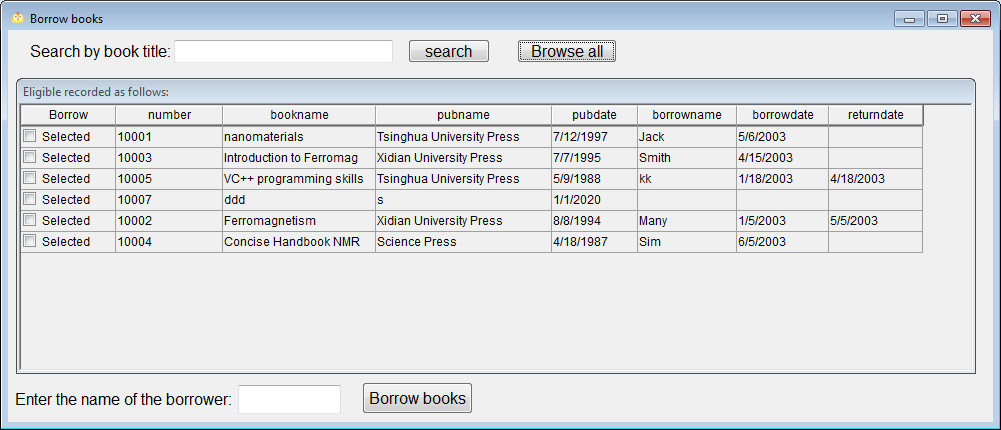 Borrow books
Search by book title: search Browse all
Eligible recorded as follows:
Borrow number bookname pubname pubdate borrowname borrowdate returndate
Selected 10001 nanomaterials Tsinghua University Press 7/12/1997 Jack 5/6/2003
Selected 10003 Introduction to Ferromag Xidian University Press 7/7/1995 Smith 4/15/2003
Selected 10005 VC++ programming skills Tsinghua University Press 5/9/1988 kk 1/18/2003 4/18/2003
Selected 10007 ddd s 1/1/2020
Selected 10002 Ferromagnetism Xidian University Press 8/8/1994 Many 1/5/2003 5/5/2003
Selected 10004 Concise Handbook NMR Science Press 4/18/1987 Sim 6/5/2003
Enter the name of the borrower: Borrow books